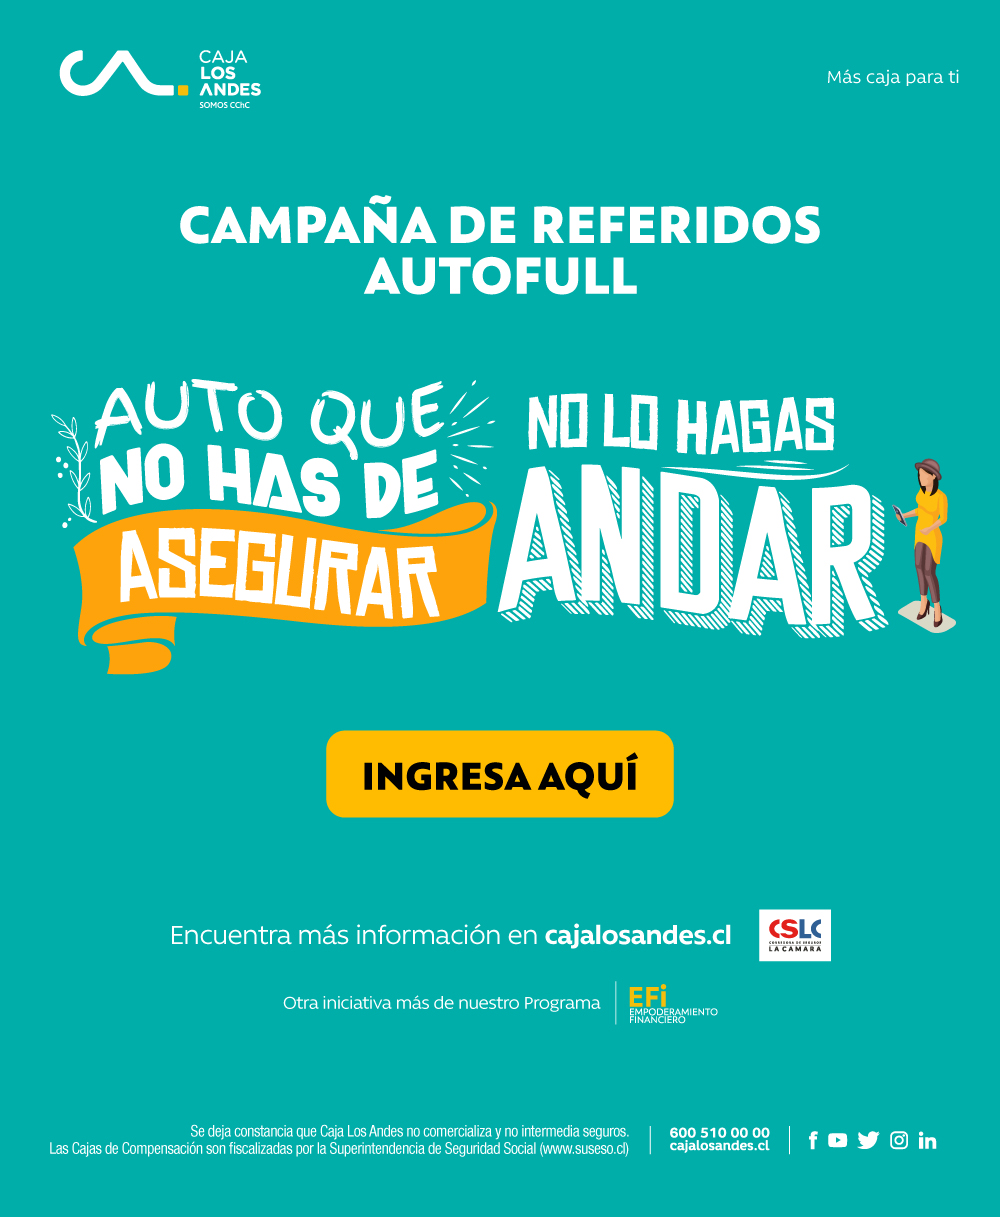 CAJA
LOS
ANDES
SOMOS CChC
Más caja para ti
CAMPAÑA DE REFERIDOS
AUTOFULL
AUTO QUE
NO HAS DE
ASEGURAR
NO LO HAGAS
ANDAR
INGRESA AQUÍ
Encuentra más información en cajalosandes.cl
CSLC
CORREDORA DE SEGUROS
LA CAMARA
Otra iniciativa más de nuestro Programa
EFi
EMPODERAMIENTO
FINANCIERO
Se deja constancia que Caja Los Andes no comercializa y no intermedia seguros.
Las Cajas de Compensación son fiscalizadas por la Superintendencia de Seguridad Social (www.suseso.cl)
600 510 00 00
cajalosandes.cl